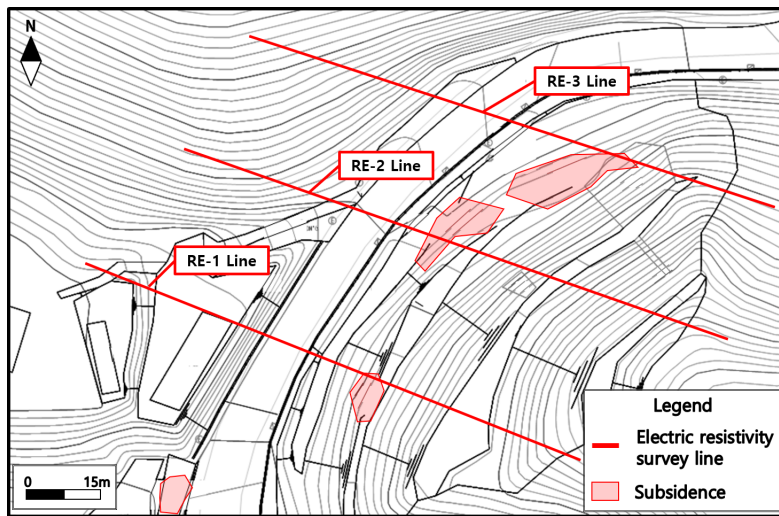 N
RE-3 Line
RE-2 Line
RE-1 Line
0 15m
Legend
Electric resistivity
survey line
Subsidence